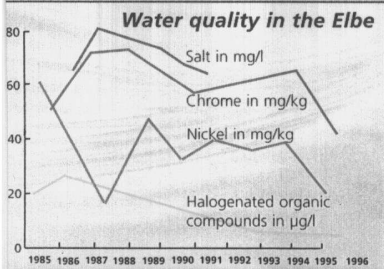 Water quality in the Elbe
80
Salt in mg/l
60
Chrome in mg/kg
40
Nickel in mg/kg
20
Halogenated organic
compounds in µg/l
0
1985 1986 1987 1988 1989 1990 1991 1992 1993 1994 1995 1996